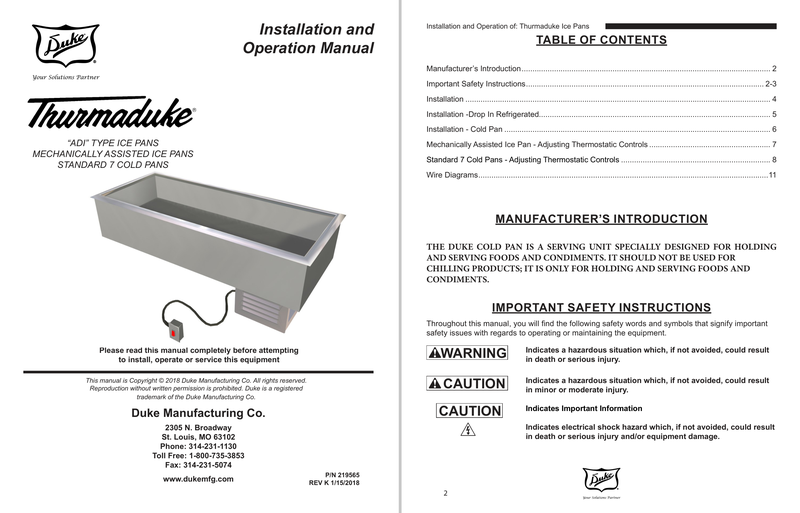 Duke
Your Solutions Partner
Installation and
Operation Manual
Thurmaduke®
"ADI" TYPE ICE PANS
MECHANICALLY ASSISTED ICE PANS
STANDARD 7 COLD PANS
Please read this manual completely before attempting
to install, operate or service this equipment
This manual is Copyright © 2018 Duke Manufacturing Co. All rights reserved.
Reproduction without written permission is prohibited. Duke is a registered
trademark of the Duke Manufacturing Co.
Duke Manufacturing Co.
2305 N. Broadway
St. Louis, MO 63102
Phone: 314-231-1130
Toll Free: 1-800-735-3853
Fax: 314-231-5074
www.dukemfg.com
P/N 219565
REV K 1/15/2018
Installation and Operation of: Thurmaduke Ice Pans
TABLE OF CONTENTS
Manufacturer's Introduction 2
Important Safety Instructions 2-3
Installation 4
Installation -Drop In Refrigerated 5
Installation - Cold Pan 6
Mechanically Assisted Ice Pan - Adjusting Thermostatic Controls 7
Standard 7 Cold Pans - Adjusting Thermostatic Controls 8
Wire Diagrams 11
MANUFACTURER'S INTRODUCTION
THE DUKE COLD PAN IS A SERVING UNIT SPECIALLY DESIGNED FOR HOLDING
AND SERVING FOODS AND CONDIMENTS. IT SHOULD NOT BE USED FOR
CHILLING PRODUCTS; IT IS ONLY FOR HOLDING AND SERVING FOODS AND
CONDIMENTS.
IMPORTANT SAFETY INSTRUCTIONS
Throughout this manual, you will find the following safety words and symbols that signify important
safety issues with regards to operating or maintaining the equipment.
WARNING
Indicates a hazardous situation which, if not avoided, could result
in death or serious injury.
CAUTION
Indicates a hazardous situation which, if not avoided, could result
in minor or moderate injury.
CAUTION
Indicates Important Information
Indicates electrical shock hazard which, if not avoided, could result
in death or serious injury and/or equipment damage.
2
Duke
Your Solutions Partner